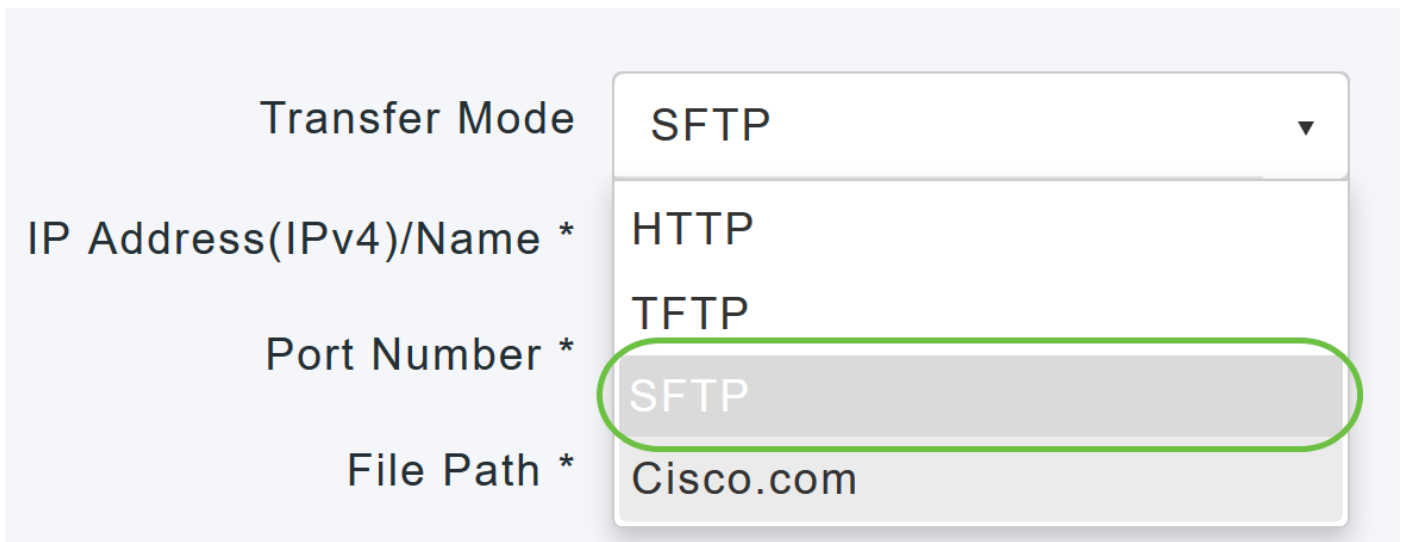 Transfer Mode SFTP
IP Address(IPv4)/Name * HTTP
TFTP
Port Number *
SFTP
File Path * Cisco.com